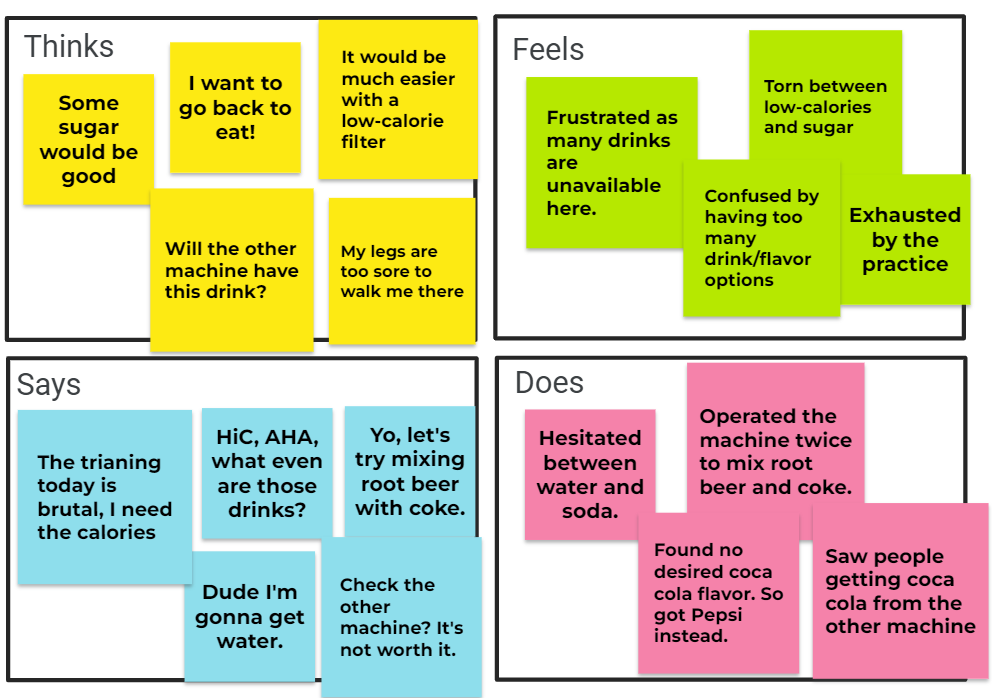 Thinks
Some
sugar
would be
good
I want to
go back to
eat!
It would be
much easier
with a
low-calorie
filter
Will the other
machine have
this drink?
My legs are
too sore to
walk me there
Feels
Frustrated as
many drinks
are
unavailable
here.
Torn between
low-calories
and sugar
Confused by
having too
many
drink/flavor
options
Exhausted
by the
practice
Says
The trianing
today is
brutal, I need
the calories
HiC, AHA,
what even
are those
drinks?
Yo, let's
try mixing
root beer
with coke.
Dude I'm
gonna get
water.
Check the
other
machine? It's
not worth it.
Does
Hesitated
between
water and
soda.
Operated the
machine twice
to mix root
beer and coke.
Found no
desired coca
cola flavor. So
got Pepsi
instead.
Saw people
getting coca
cola from the
other machine